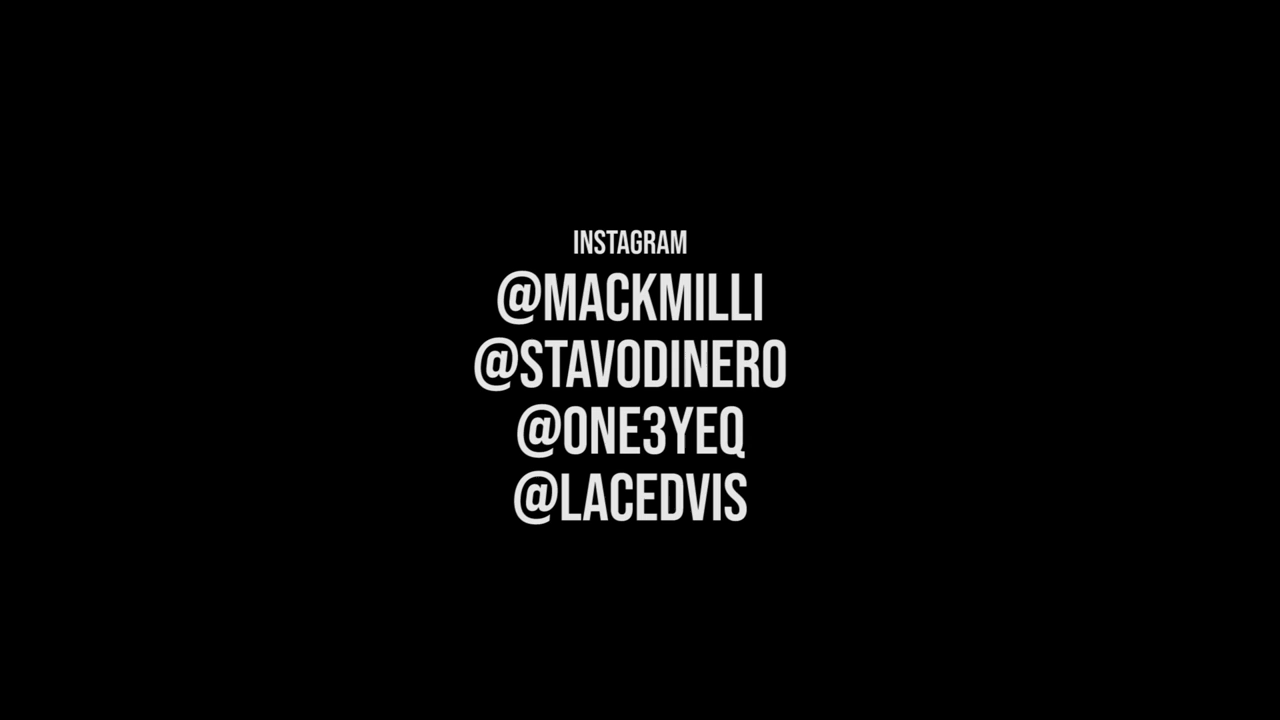 INSTAGRAM
@MACKMILLI
@STAVODINERO
@ONE3YEQ
@LACEDVIS